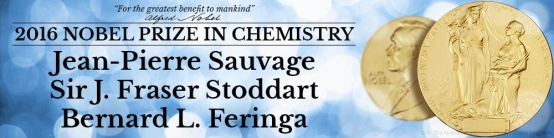 “For the greatest benefit to mankind”
Alfred Nobel
2016 NOBEL PRIZE IN CHEMISTRY
Jean-Pierre Sauvage
Sir J. Fraser Stoddart
Bernard L. Feringa